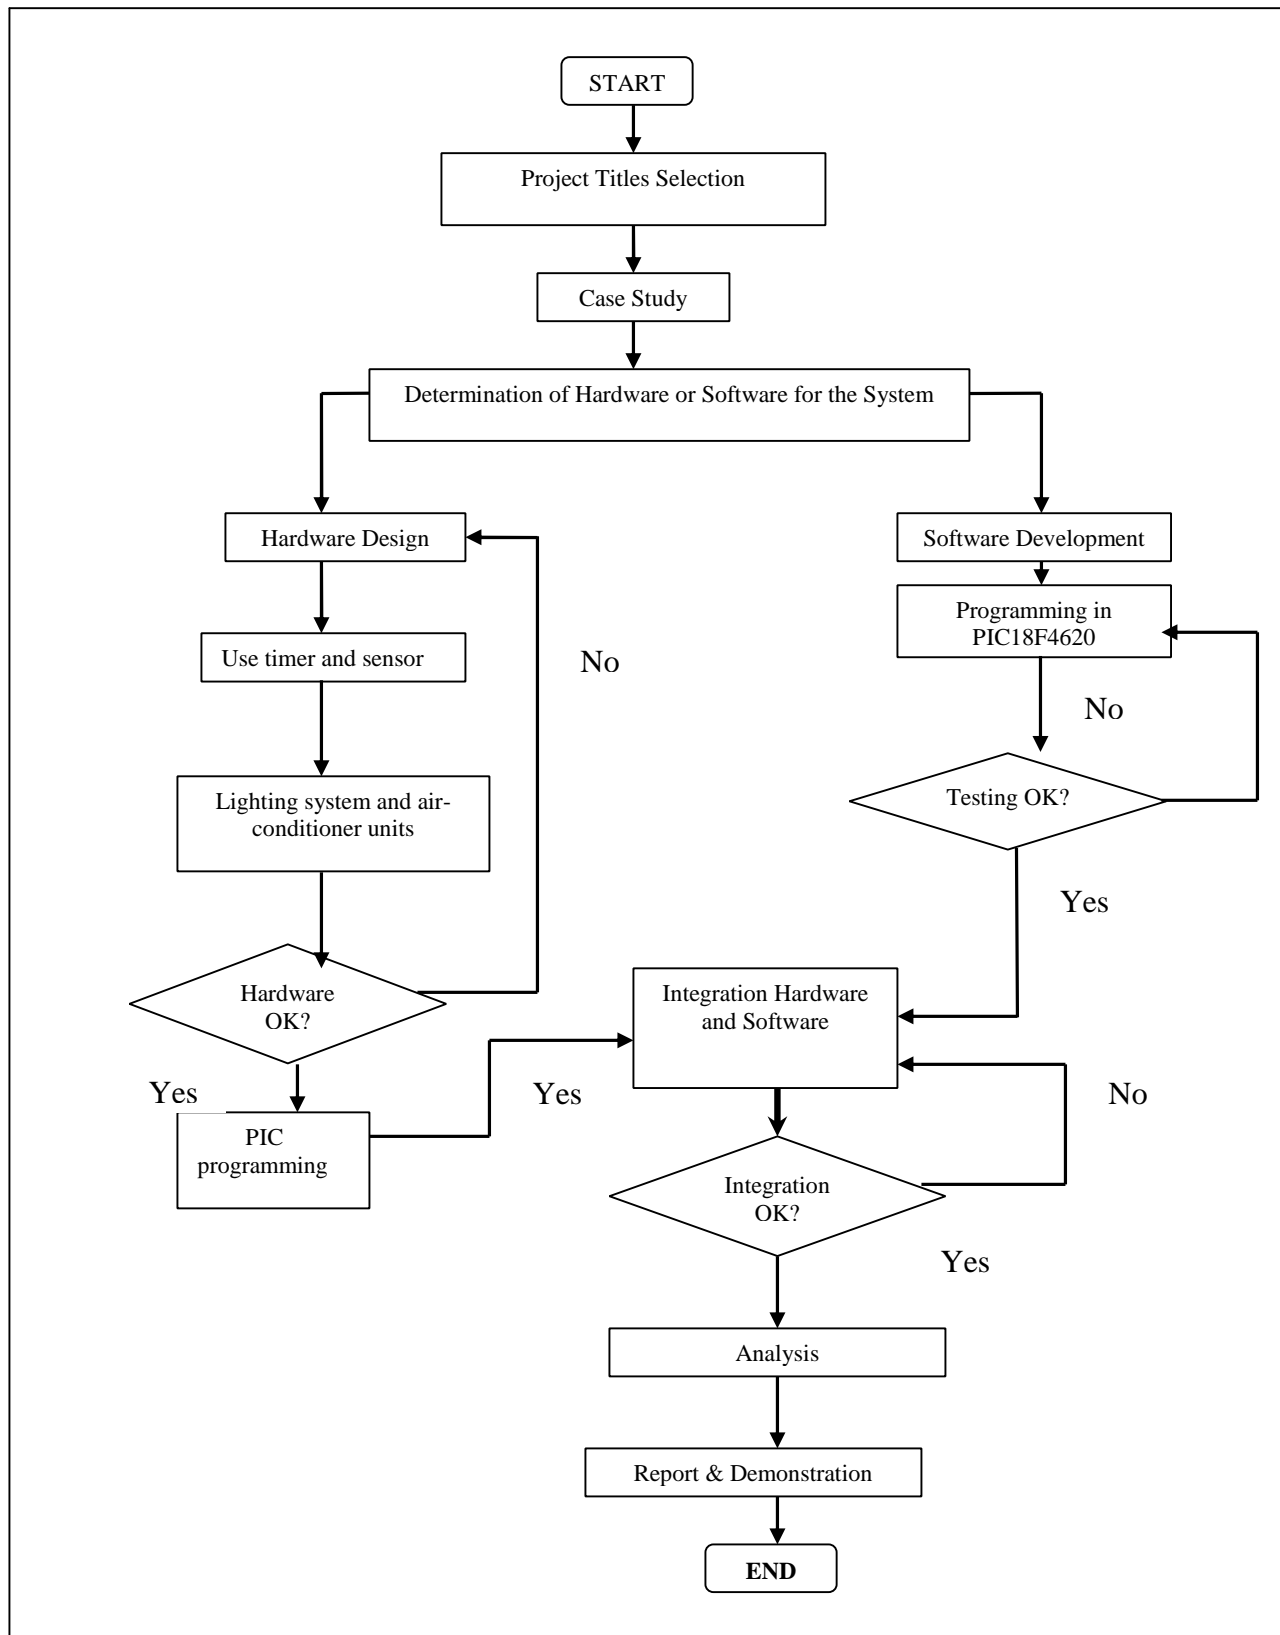 START
Project Titles Selection
Case Study
Determination of Hardware or Software for the System
Hardware Design
Software Development
Programming in
PIC18F4620
Use timer and sensor
No
No
Lighting system and air-
conditioner units
Testing OK?
Yes
Hardware
OK?
Integration Hardware
and Software
Yes
Yes
No
PIC
programming
Integration
OK?
Yes
Analysis
Report & Demonstration
END